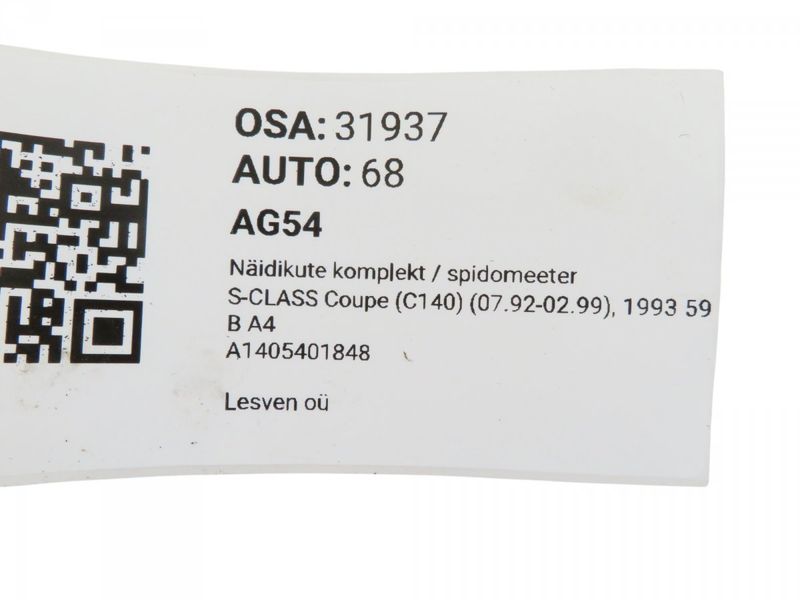 OSA: 31937
AUTO: 68
AG54
Näidikute komplekt / spidomeeter
S-CLASS Coupe (C140) (07.92-02.99), 1993 59
B A4
A1405401848
Lesven oü